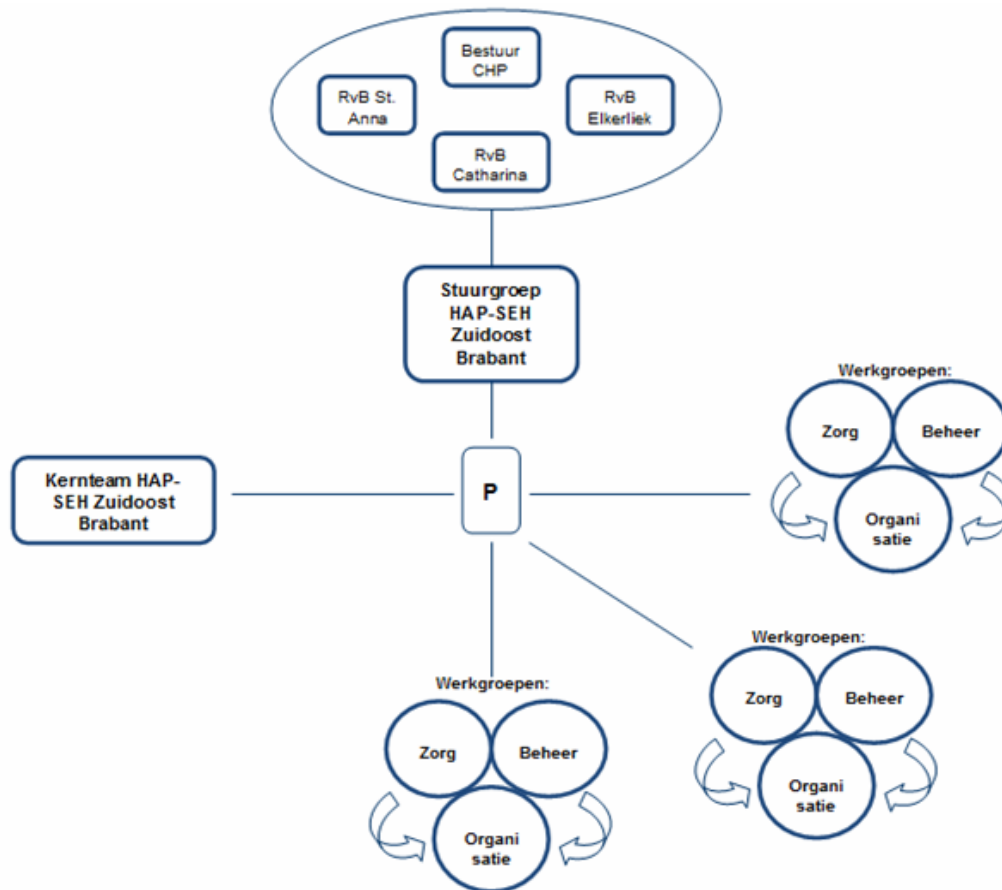 Bestuur
CHP
RvB St.
Anna
RvB
Elkerliek
RvB
Catharina
Stuurgroep
HAP-SEH
Zuidoost
Brabant
Kernteam HAP-
SEH Zuidoost
Brabant
P
Werkgroepen:
Zorg
Beheer
Organi
satie
Werkgroepen:
Zorg
Beheer
Organi
satie
Werkgroepen:
Zorg
Beheer
Organi
satie